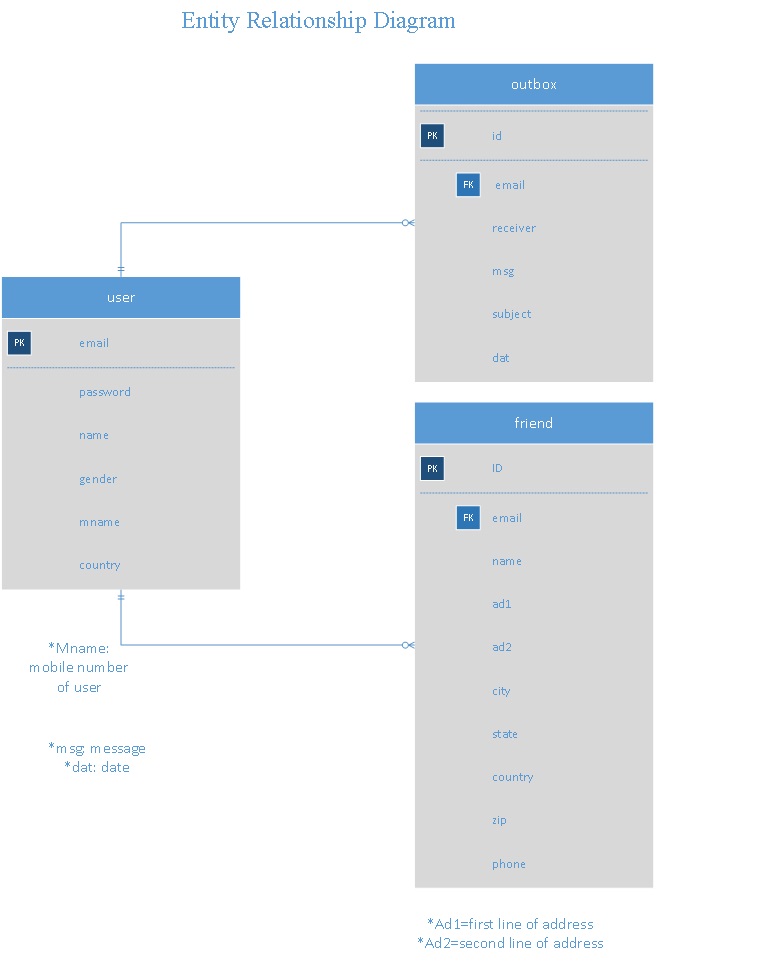 Entity Relationship Diagram
outbox
PK id
FK email
receiver
msg
subject
dat
user
PK email
password
name
gender
mname
country
friend
PK ID
FK email
name
ad1
ad2
city
state
country
zip
phone
*Mname:
mobile number
of user
*msg: message
*dat: date
*Ad1=first line of address
*Ad2=second line of address